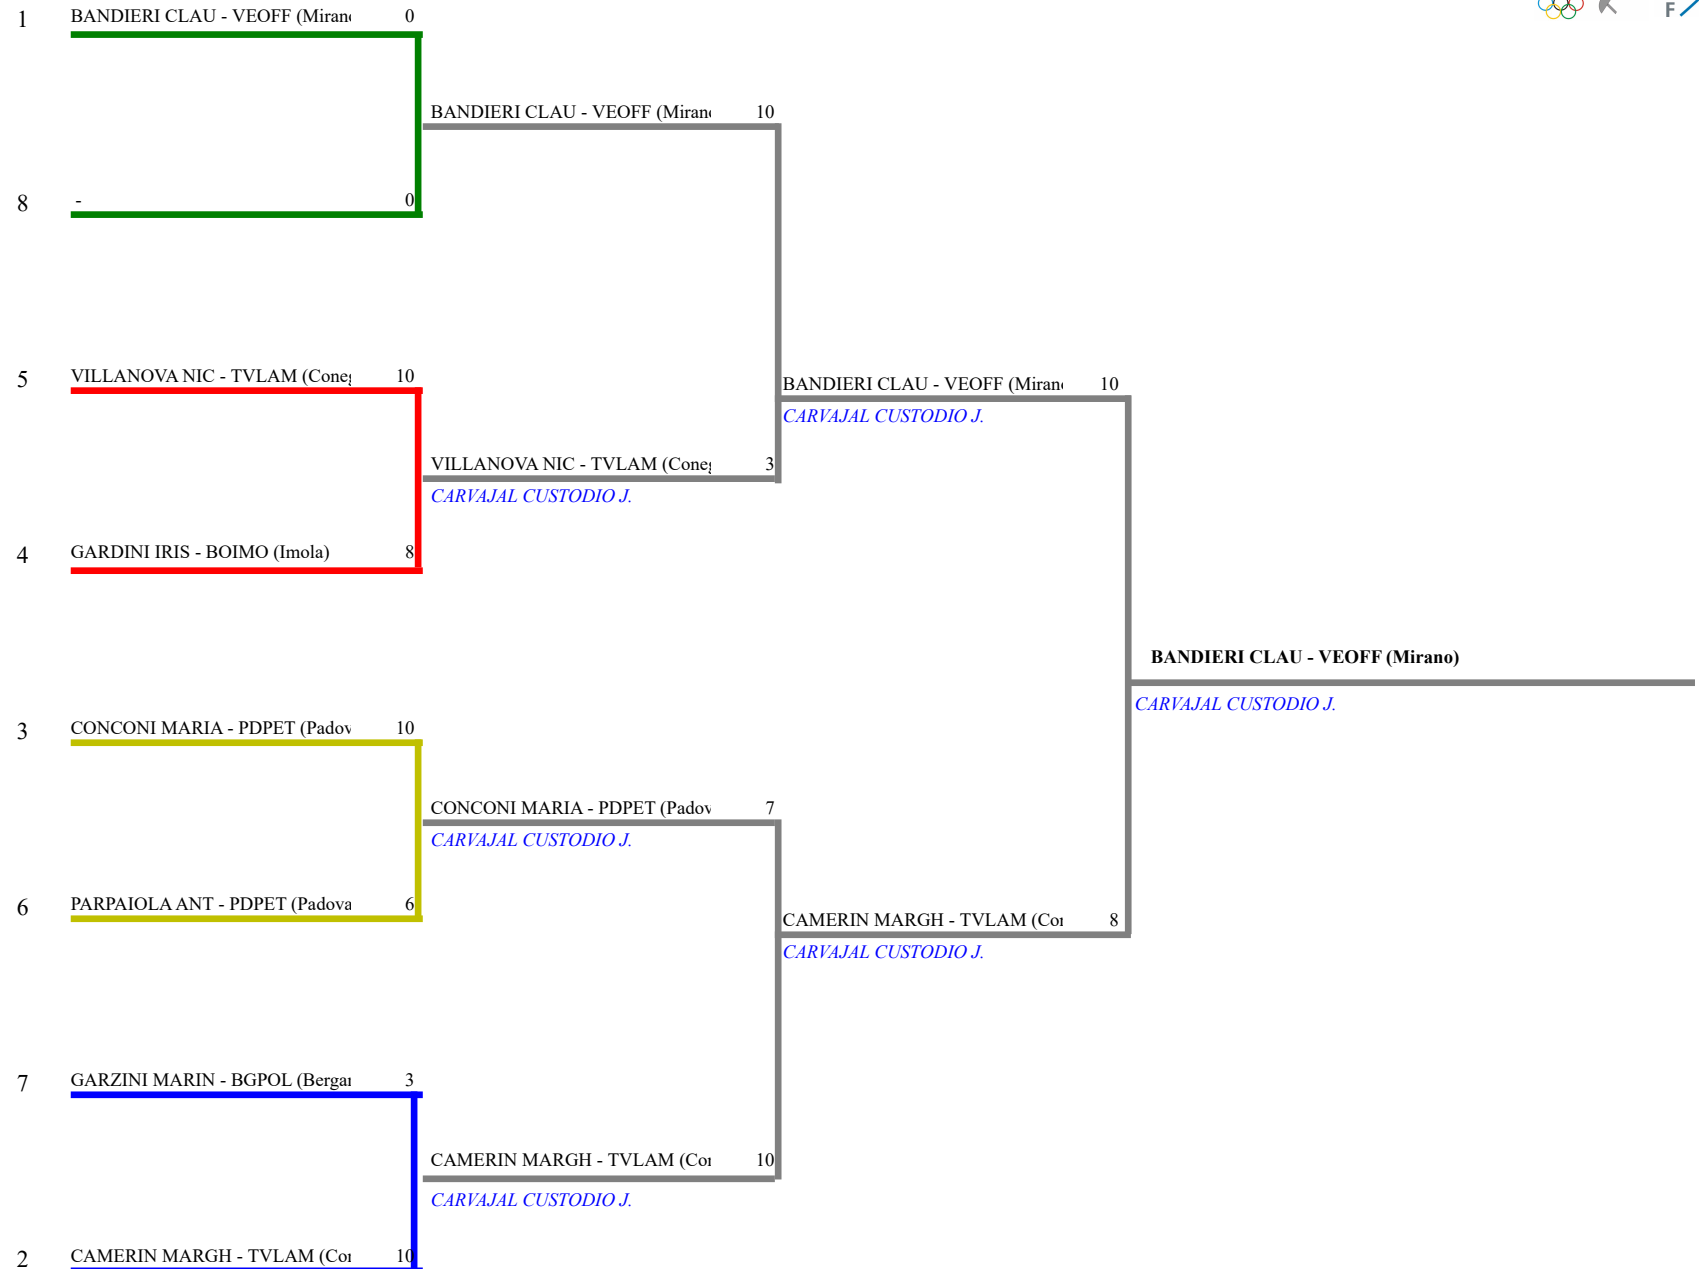 1 BANDIERI CLAU - VEOFF (Miran 0
F
BANDIERI CLAU - VEOFF (Miran 10
8 - 0
5 VILLANOVA NIC - TVLAM (Cone 10
BANDIERI CLAU - VEOFF (Miran 10
CARVAJAL CUSTODIO J.
VILLANOVA NIC - TVLAM (Cone 3
CARVAJAL CUSTODIO J.
4 GARDINI IRIS - BOIMO (Imola) 8
BANDIERI CLAU - VEOFF (Mirano)
CARVAJAL CUSTODIO J.
3 CONCONI MARIA - PDPET (Padov 10
CONCONI MARIA - PDPET (Padov 7
CARVAJAL CUSTODIO J.
6 PARPAIOLA ANT - PDPET (Padova 6
CAMERIN MARGH - TVLAM (Co 8
CARVAJAL CUSTODIO J.
7 GARZINI MARIN - BGPOL (Berga 3
CAMERIN MARGH - TVLAM (Co 10
CARVAJAL CUSTODIO J.
2 CAMERIN MARGH - TVLAM (Co 10